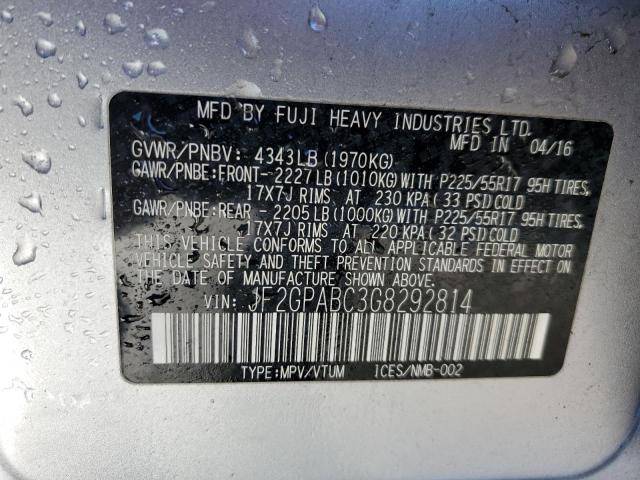 MFD BY FUJI HEAVY INDUSTRIES LTD.
MFD IN 04/16
GVWR/PNBV: 4343LB(1970KG)
GAWR/PNBE:FRONT-2227LB(1010KG)WITH P225/55R17 95H TIRES,
17X7J RIMS AT 230 KPA(33 PSI)COLD
GAWR/PNBE:REAR -2205LB(1000KG)WITH P225/55R17 95H TIRES,
17X7J RIMS AT 220 KPA(32 PSI)COLD
THIS VEHICLE CONFORMS TO ALL APPLICABLE FEDERAL MOTOR
VEHICLE SAFETY AND THEFT PREVENTION STANDARDS IN EFFECT ON THE
DATE OF MANUFACTURE SHOWN ABOVE.
VIN: JF2GPABC3G8292814
TYPE:MPV/VTUM ICES/NMB-002